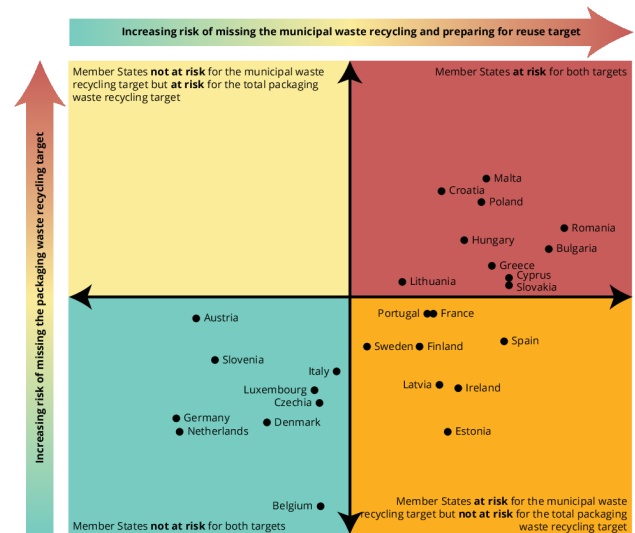 Increasing risk of missing the municipal waste recycling and preparing for reuse target
Increasing risk of missing the packaging waste recycling target
Member States not at risk for the municipal waste
recycling target but at risk for the total packaging
waste recycling target
Member States at risk for both targets
Malta
Croatia
Poland
Romania
Hungary
Bulgaria
Greece
Cyprus
Lithuania
Slovakia
Austria
Portugal
France
Spain
Sweden
Finland
Slovenia
Italy
Latvia
Ireland
Luxembourg
Czechia
Germany
Denmark
Netherlands
Estonia
Belgium
Member States not at risk for both targets
Member States at risk for the municipal waste
recycling target but not at risk for the total packaging
waste recycling target